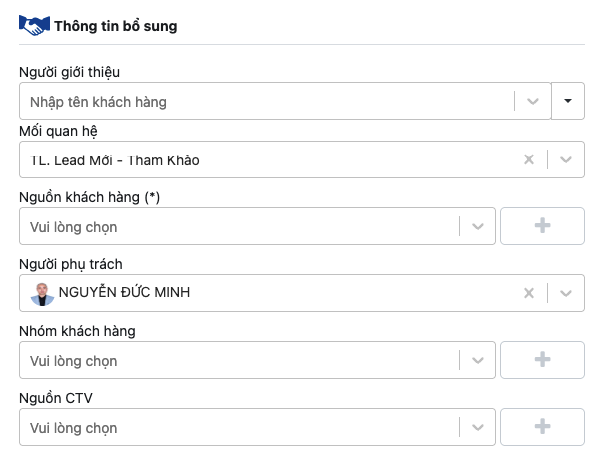 Thông tin bổ sung
Người giới thiệu
Nhập tên khách hàng
Mối quan hệ
TL. Lead Mới - Tham Khảo
Nguồn khách hàng (*)
Vui lòng chọn
Người phụ trách
NGUYỄN ĐỨC MINH
Nhóm khách hàng
Vui lòng chọn
Nguồn CTV
Vui lòng chọn